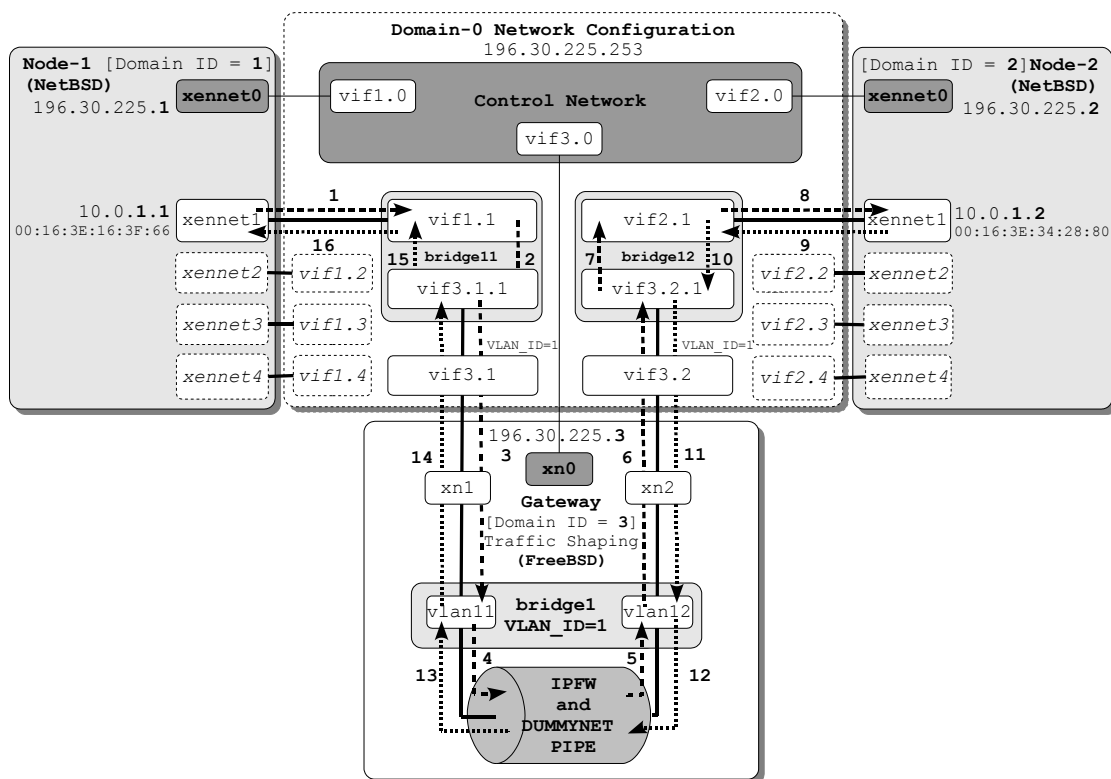 Domain-0 Network Configuration
196.30.225.253
Node-1 [Domain ID = 1]
(NetBSD)
196.30.225.1
xennet0
vif1.0
Control Network
vif2.0
vif3.0
[Domain ID = 2]Node-2
(NetBSD)
196.30.225.2
xennet0
10.0.1.1
00:16:3E:16:3F:66
xennet1
1
16
vif1.1
15
bridge11
2
vif3.1.1
VLAN_ID=1
vif3.1
xennet2
vif1.2
xennet3
vif1.3
xennet4
vif1.4
vif2.1
7
bridge12
10
vif3.2.1
VLAN_ID=1
vif3.2
8
9
xennet1
10.0.1.2
00:16:3E:34:28:80
vif2.2
xennet2
vif2.3
xennet3
vif2.4
xennet4
196.30.225.3
14
3
xn0
6
11
xn1
xn2
Gateway
[Domain ID = 3]
Traffic Shaping
(FreeBSD)
vlan11
bridge1
VLAN_ID=1
vlan12
13
4
5
12
IPFW
and
DUMMYNET
PIPE